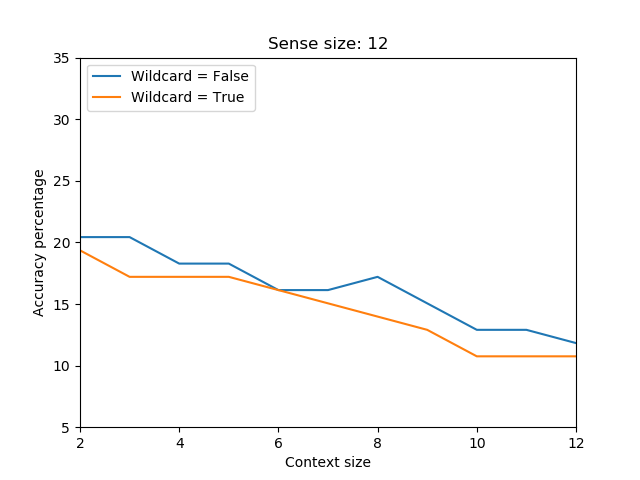 Sense size: 12
Wildcard = False
Wildcard = True
Accuracy percentage
35
30
25
20
15
10
5
2 4 6 8 10 12
Context size